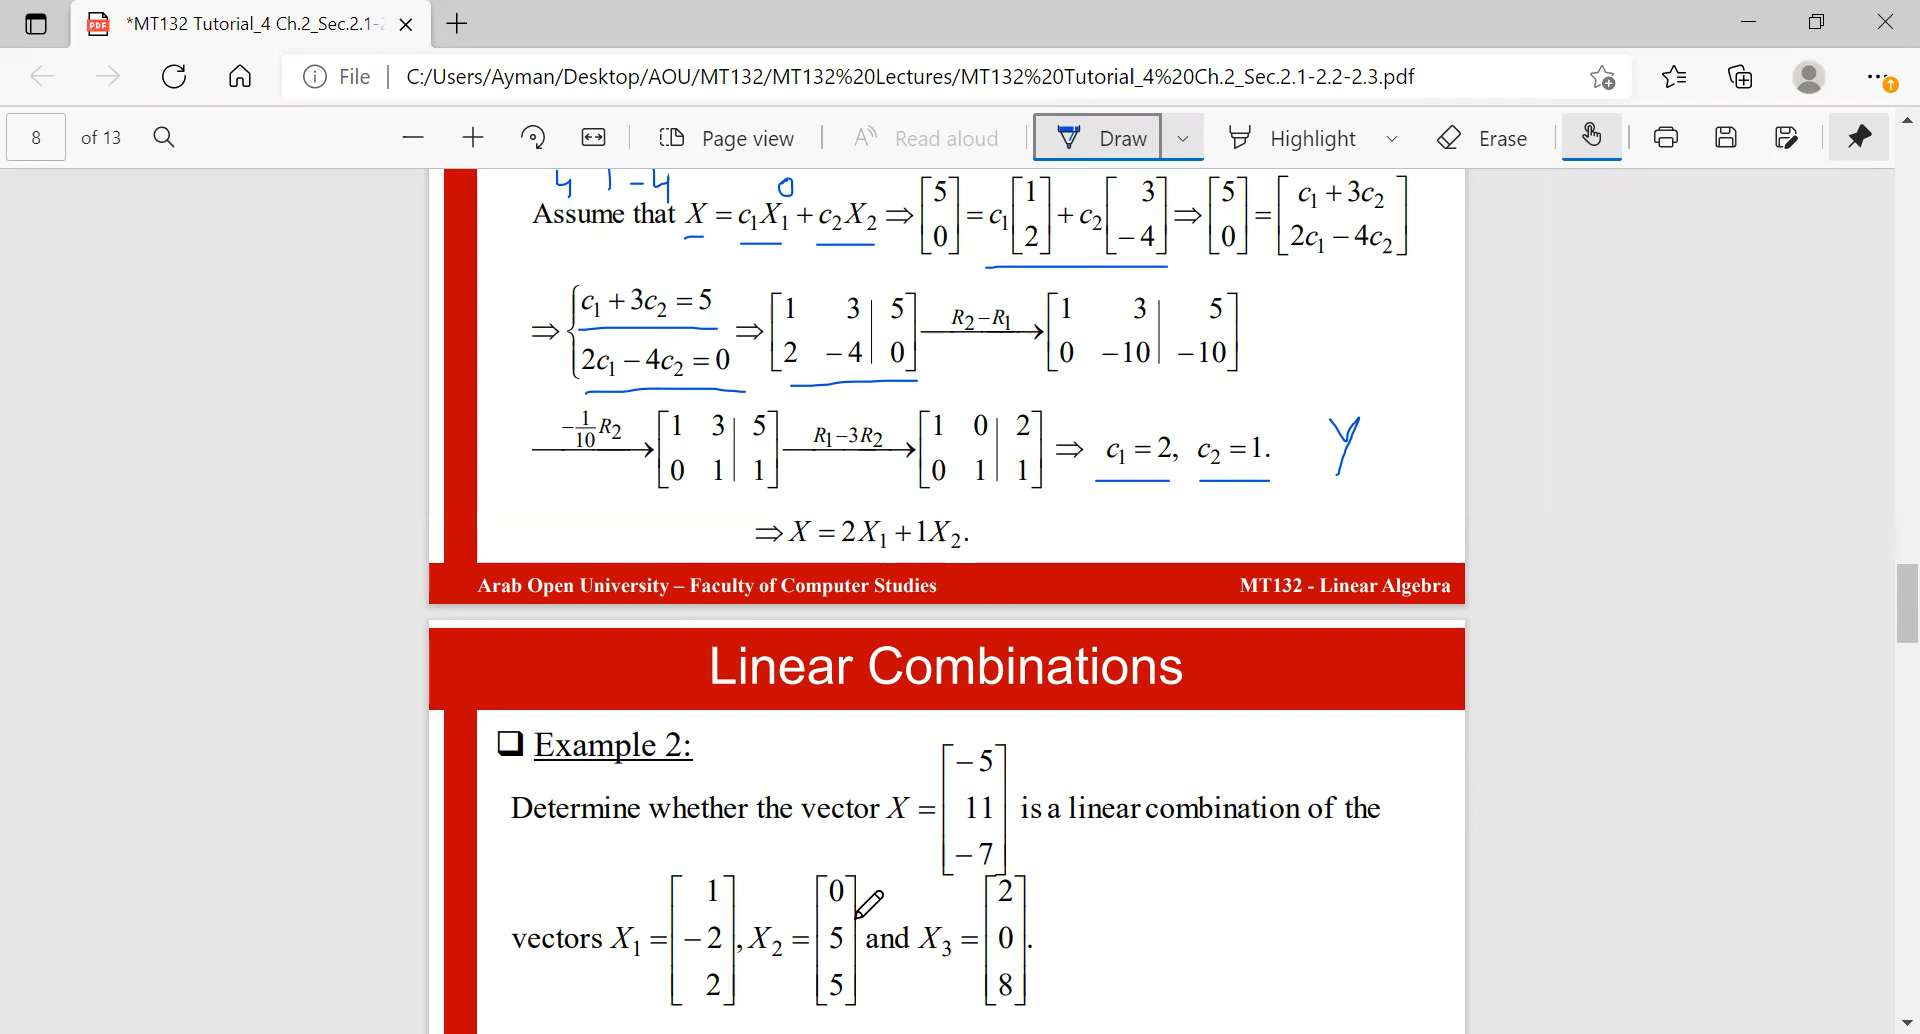 *MT132 Tutorial_4 Ch.2_Sec.2.1-2
File | C:/Users/Ayman/Desktop/AOU/MT132/MT132%20Lectures/MT132%20Tutorial_4%20Ch.2_Sec.2.1-2.2-2.3.pdf
8 of 13 Page view Read aloud Draw Highlight Erase
4 1 -4 0
Assume that X = c₁X₁ + c₂X₂ ⇒ [5; 0] = c₁[1; 2] + c₂[3; -4] ⇒ [5; 0] = [c₁ + 3c₂; 2c₁ - 4c₂]
⇒ {c₁ + 3c₂ = 5; 2c₁ - 4c₂ = 0 ⇒ [1 3 | 5; 2 -4 | 0] R₂-R₁→ [1 3 | 5; 0 -10 | -10]
-1/10 R₂→ [1 3 | 5; 0 1 | 1] R₁-3R₂→ [1 0 | 2; 0 1 | 1] ⇒ c₁ = 2, c₂ = 1. Y
⇒ X = 2X₁ + 1X₂.
Arab Open University – Faculty of Computer Studies MT132 - Linear Algebra
Linear Combinations
❑ Example 2:
Determine whether the vector X = [-5; 11; -7] is a linear combination of the
vectors X₁ = [1; -2; 2], X₂ = [0; 5; 5] and X₃ = [2; 0; 8].